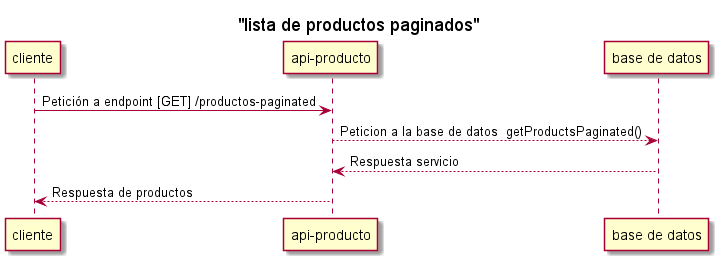 "lista de productos paginados"
cliente
api-producto
base de datos
Petición a endpoint [GET] /productos-paginated
Peticion a la base de datos  getProductsPaginated()
Respuesta servicio
Respuesta de productos
cliente
api-producto
base de datos